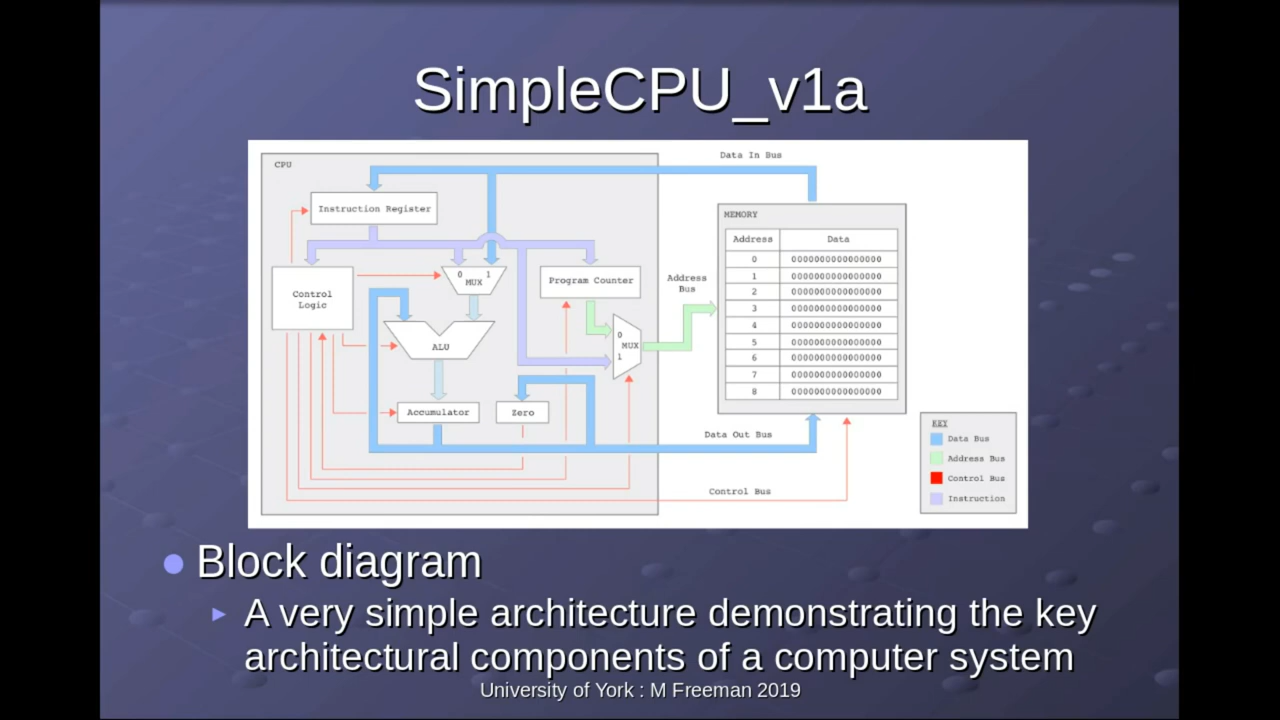 SimpleCPU_v1a
CPU
Data In Bus
Instruction Register
MEMORY
Address Data
0 0000000000000000
1 0000000000000000
2 0000000000000000
3 0000000000000000
4 0000000000000000
5 0000000000000000
6 0000000000000000
7 0000000000000000
8 0000000000000000
Control
Logic
0 1
MUX
Program Counter
Address
Bus
0
MUX
1
ALU
Accumulator
Zero
Data Out Bus
Control Bus
KEY
Data Bus
Address Bus
Control Bus
Instruction
Block diagram
A very simple architecture demonstrating the key
architectural components of a computer system
University of York : M Freeman 2019